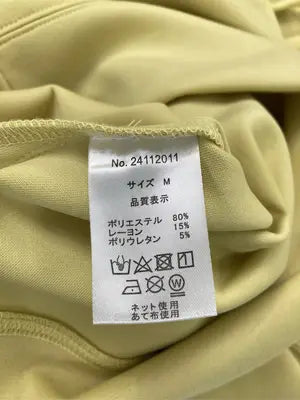 No. 24112011
サイズ M
品質表示
ポリエステル 80%
レーヨン 15%
ポリウレタン 5%
ネット使用
あて布使用